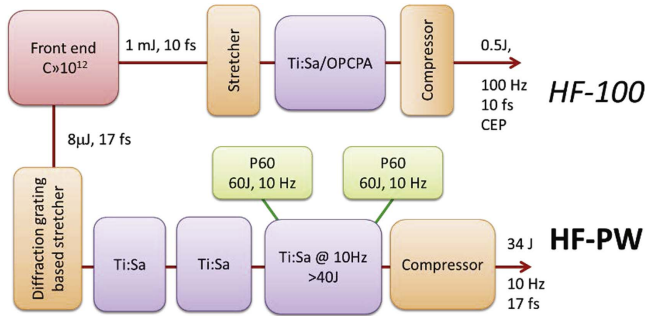 Front end
C»10¹²
1 mJ, 10 fs
Stretcher
Ti:Sa/OPCPA
Compressor
0.5J,
100 Hz
10 fs
CEP
HF-100
8µJ, 17 fs
P60
60J, 10 Hz
P60
60J, 10 Hz
Diffraction grating
based stretcher
Ti:Sa
Ti:Sa
Ti:Sa @ 10Hz
>40J
Compressor
34 J
10 Hz
17 fs
HF-PW